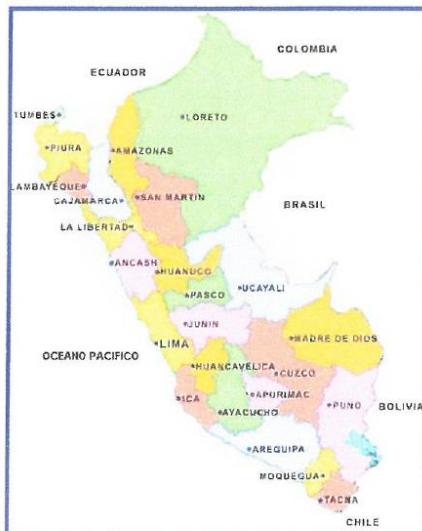 COLOMBIA
ECUADOR
TUMBES
LORETO
PIURA
AMAZONAS
LAMBAYEQUE
SAN MARTIN
CAJAMARCA
BRASIL
LA LIBERTAD
ANCASH
HUANUCO
UCAYALI
PASCO
JUNIN
MADRE DE DIOS
LIMA
OCEANO PACIFICO
HUANCAVELICA
CUZCO
ICA
APURIMAC
PUNO
BOLIVIA
AYACUCHO
AREQUIPA
MOQUEGUA
TACNA
CHILE